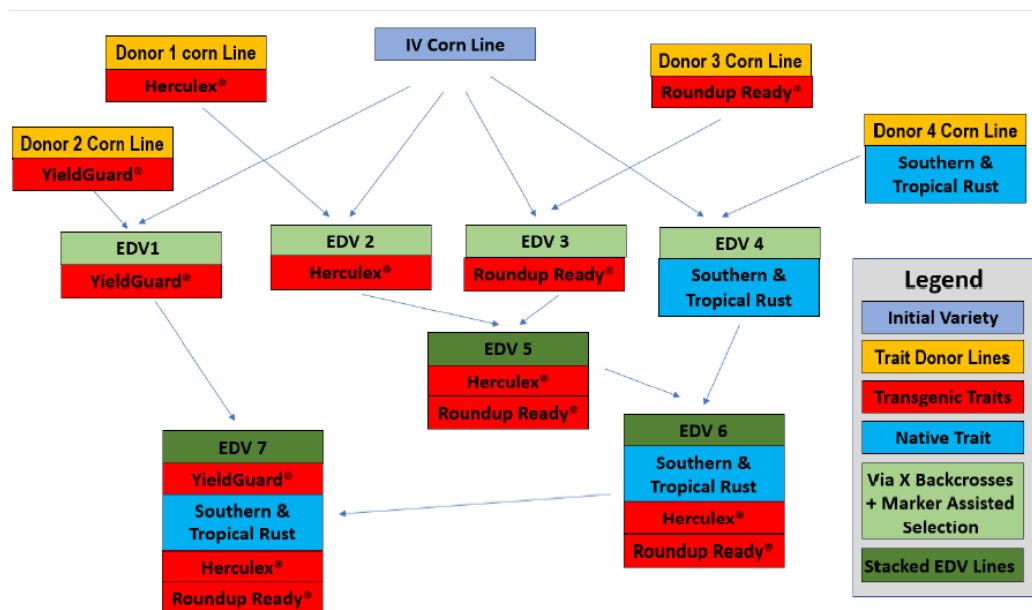 Donor 1 corn Line
Herculex®
IV Corn Line
Donor 3 Corn Line
Roundup Ready®
Donor 2 Corn Line
YieldGuard®
Donor 4 Corn Line
Southern &
Tropical Rust
EDV1
YieldGuard®
EDV 2
Herculex®
EDV 3
Roundup Ready®
EDV 4
Southern &
Tropical Rust
EDV 5
Herculex®
Roundup Ready®
EDV 6
Southern &
Tropical Rust
Herculex®
Roundup Ready®
EDV 7
YieldGuard®
Southern &
Tropical Rust
Herculex®
Roundup Ready®
Legend
Initial Variety
Trait Donor Lines
Transgenic Traits
Native Trait
Via X Backcrosses
+ Marker Assisted
Selection
Stacked EDV Lines